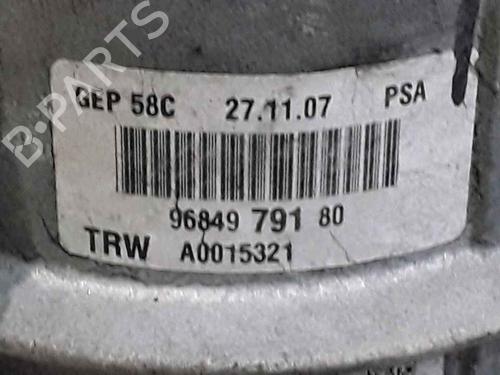 B-PARTS
GEP 58C 27.11.07 PSA
96849 791 80
TRW A0015321